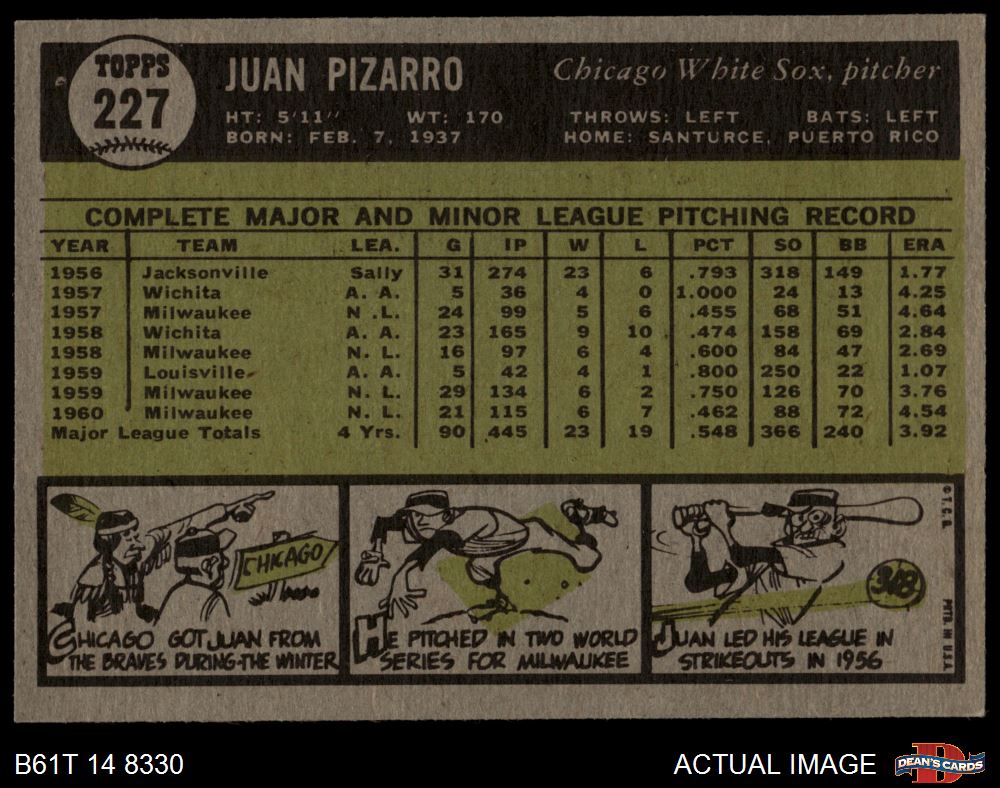 TOPPS
227
JUAN PIZARRO
Chicago White Sox, pitcher
HT: 5'11" WT: 170 THROWS: LEFT BATS: LEFT
BORN: FEB. 7, 1937 HOME: SANTURCE, PUERTO RICO
COMPLETE MAJOR AND MINOR LEAGUE PITCHING RECORD
YEAR TEAM LEA. G IP W L PCT SO BB ERA
1956 Jacksonville Sally 31 274 23 6 .793 318 149 1.77
1957 Wichita A. A. 5 36 4 0 1.000 24 13 4.25
1957 Milwaukee N .L. 24 99 5 6 .455 68 51 4.64
1958 Wichita A. A. 23 165 9 10 .474 158 69 2.84
1958 Milwaukee N. L. 16 97 6 4 .600 84 47 2.69
1959 Louisville A. A. 5 42 4 1 .800 250 22 1.07
1959 Milwaukee N. L. 29 134 6 2 .750 126 70 3.76
1960 Milwaukee N. L. 21 115 6 7 .462 88 72 4.54
Major League Totals 4 Yrs. 90 445 23 19 .548 366 240 3.92
CHICAGO
CHICAGO GOT JUAN FROM
THE BRAVES DURING THE WINTER
HE PITCHED IN TWO WORLD
SERIES FOR MILWAUKEE
318
JUAN LED HIS LEAGUE IN
STRIKEOUTS IN 1956
© T. C. G.
PRTD. IN U.S.A.
B61T 14 8330
ACTUAL IMAGE
D
DEAN'S CARDS